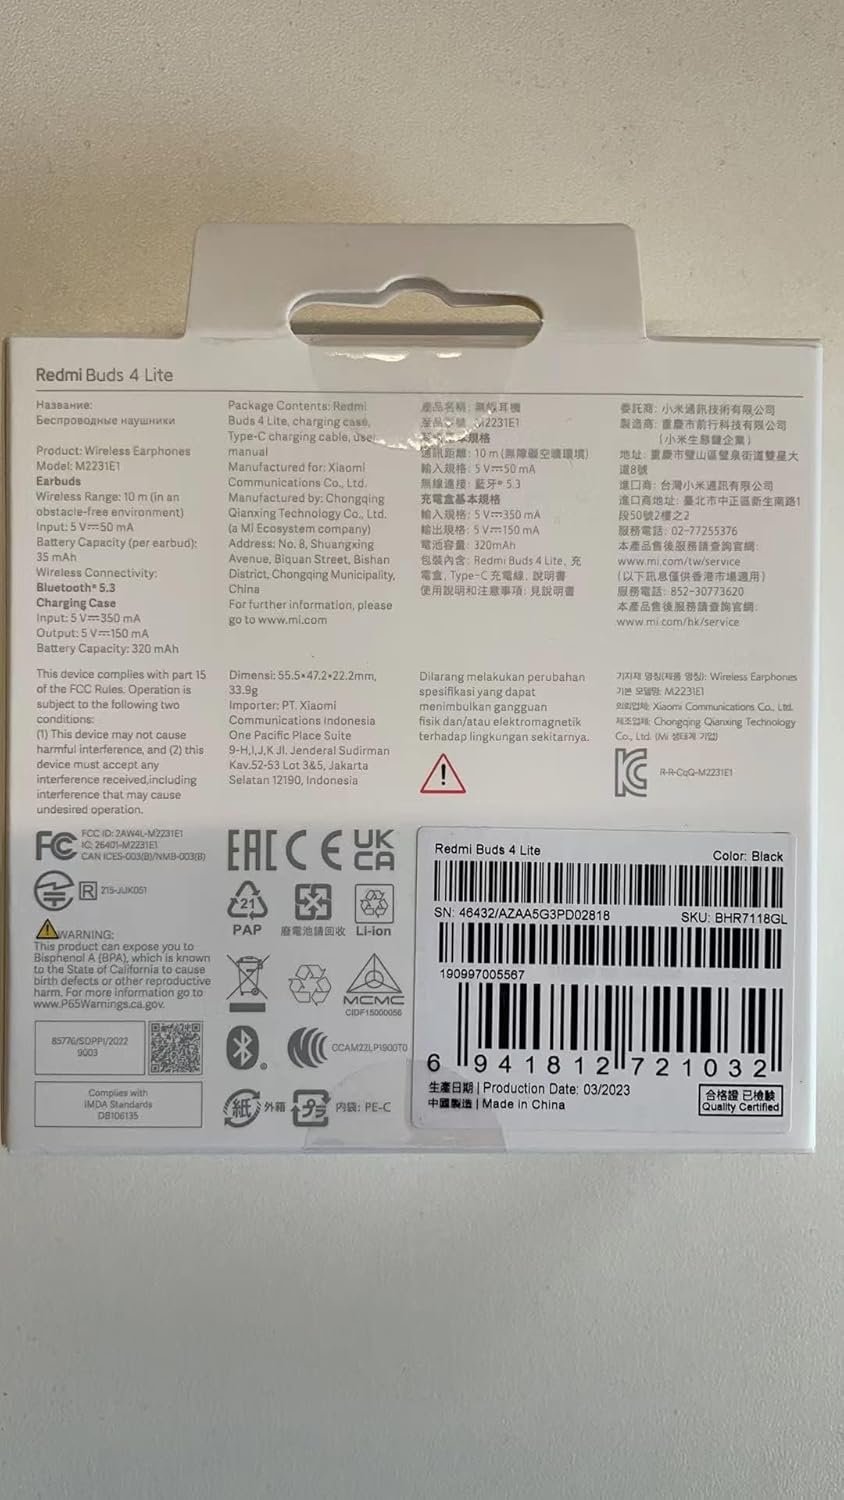 Redmi Buds 4 Lite
Название:
Беспроводные наушники
Product: Wireless Earphones
Model: M2231E1
Earbuds
Wireless Range: 10 m (in an
obstacle-free environment)
Input: 5 V⎓50 mA
Battery Capacity (per earbud):
35 mAh
Wireless Connectivity:
Bluetooth® 5.3
Charging Case
Input: 5 V⎓350 mA
Output: 5 V⎓150 mA
Battery Capacity: 320 mAh
Package Contents: Redmi
Buds 4 Lite, charging case,
Type-C charging cable, user
manual
Manufactured for: Xiaomi
Communications Co., Ltd.
Manufactured by: Chongqing
Qianxing Technology Co., Ltd.
(a Mi Ecosystem company)
Address: No. 8, Shuangxing
Avenue, Biquan Street, Bishan
District, Chongqing Municipality,
China
For further information, please
go to www.mi.com
產品名稱: 無線耳機
產品型號: M2231E1
規格
通訊距離: 10 m (無障礙空曠環境)
輸入規格: 5 V⎓50 mA
無線連接: 藍牙® 5.3
充電盒基本規格
輸入規格: 5 V⎓350 mA
輸出規格: 5 V⎓150 mA
電池容量: 320mAh
包裝內含: Redmi Buds 4 Lite, 充
電盒, Type-C 充電線, 說明書
使用說明和注意事項: 見說明書
委託商: 小米通訊技術有限公司
製造商: 重慶市前行科技有限公司
(小米生態鏈企業)
地址: 重慶市璧山區璧泉街道雙星大
道8號
進口商: 台灣小米通訊有限公司
進口商地址: 臺北市中正區新生南路1
段50號2樓之2
服務電話: 02-77255376
本產品售後服務請查詢官網:
www.mi.com/tw/service
(以下訊息僅供香港市場適用)
服務電話: 852-30773620
本產品售後服務請查詢官網:
www.mi.com/hk/service
This device complies with part 15
of the FCC Rules. Operation is
subject to the following two
conditions:
(1) This device may not cause
harmful interference, and (2) this
device must accept any
interference received,including
interference that may cause
undesired operation.
Dimensi: 55.5×47.2×22.2mm,
33.9g
Importer: PT. Xiaomi
Communications Indonesia
One Pacific Place Suite
9-H,I,J,K Jl. Jenderal Sudirman
Kav.52-53 Lot 3&5, Jakarta
Selatan 12190, Indonesia
Dilarang melakukan perubahan
spesifikasi yang dapat
menimbulkan gangguan
fisik dan/atau elektromagnetik
terhadap lingkungan sekitarnya.
기자재 명칭(제품 명칭): Wireless Earphones
기본 모델명: M2231E1
의뢰업체: Xiaomi Communications Co., Ltd.
제조업체: Chongqing Qianxing Technology
Co., Ltd. (Mi 생태계 기업)
R-R-CqQ-M2231E1
FC
FCC ID: 2AW4L-M2231E1
IC: 26401-M2231E1
CAN ICES-003(B)/NMB-003(B)
R 215-JUK051
WARNING:
This product can expose you to
Bisphenol A (BPA), which is known
to the State of California to cause
birth defects or other reproductive
harm. For more information go to
www.P65Warnings.ca.gov.
85776/SDPPI/2022
9003
Complies with
IMDA Standards
DB106135
EAC CE UKCA
21
PAP
廢電池請回收
Li-ion
MCMC
CIDF15000056
CCAM22LP1900T0
紙 外箱
プラ 內袋: PE-C
Redmi Buds 4 Lite
Color: Black
SN: 46432/AZAA5G3PD02818
SKU: BHR7118GL
190997005567
6 941812 721032
生產日期 | Production Date: 03/2023
中國製造 | Made in China
合格證 已檢驗
Quality Certified